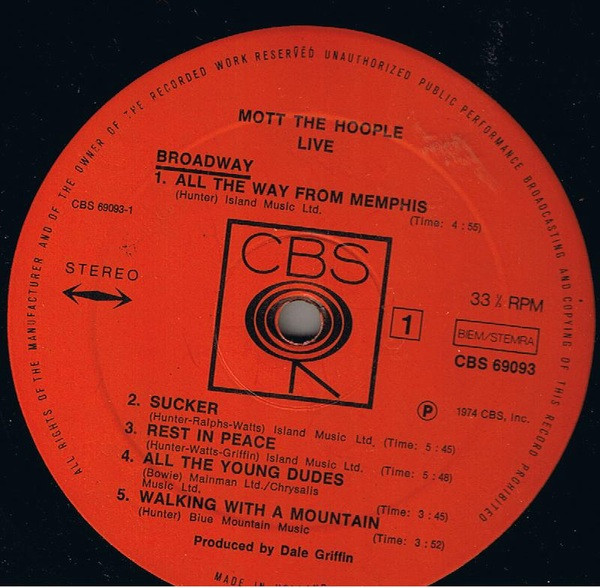 ALL RIGHTS OF THE MANUFACTURER AND OF THE OWNER OF THE RECORDED WORK RESERVED UNAUTHORIZED PUBLIC PERFORMANCE BROADCASTING AND COPYING OF THIS RECORD PROHIBITED
MOTT THE HOOPLE
LIVE
BROADWAY
1. ALL THE WAY FROM MEMPHIS
(Hunter) Island Music Ltd.
(Time: 4:55)
CBS 69093-1
STEREO
CBS
1
33 ⅓ RPM
BIEM/STEMRA
CBS 69093
2. SUCKER
(Hunter-Ralphs-Watts) Island Music Ltd. (Time: 5:45)
3. REST IN PEACE
(Hunter-Watts-Griffin) Island Music Ltd. (Time: 5:48)
4. ALL THE YOUNG DUDES
(Bowie) Mainman Ltd./Chrysalis
Music Ltd. (Time: 3:45)
5. WALKING WITH A MOUNTAIN
(Hunter) Blue Mountain Music (Time: 3:52)
Ⓟ 1974 CBS, Inc.
Produced by Dale Griffin
MADE IN